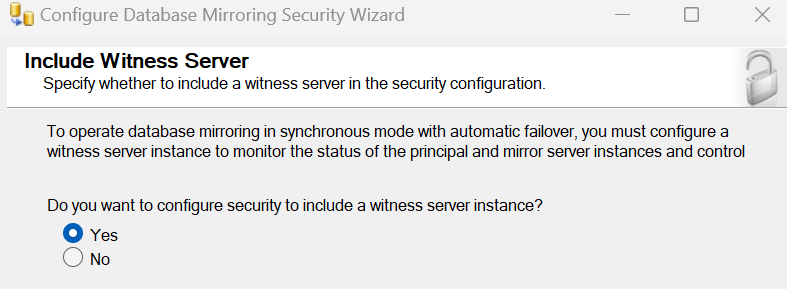 Configure Database Mirroring Security Wizard
Include Witness Server
Specify whether to include a witness server in the security configuration.
To operate database mirroring in synchronous mode with automatic failover, you must configure a
witness server instance to monitor the status of the principal and mirror server instances and control
Do you want to configure security to include a witness server instance?
Yes
No